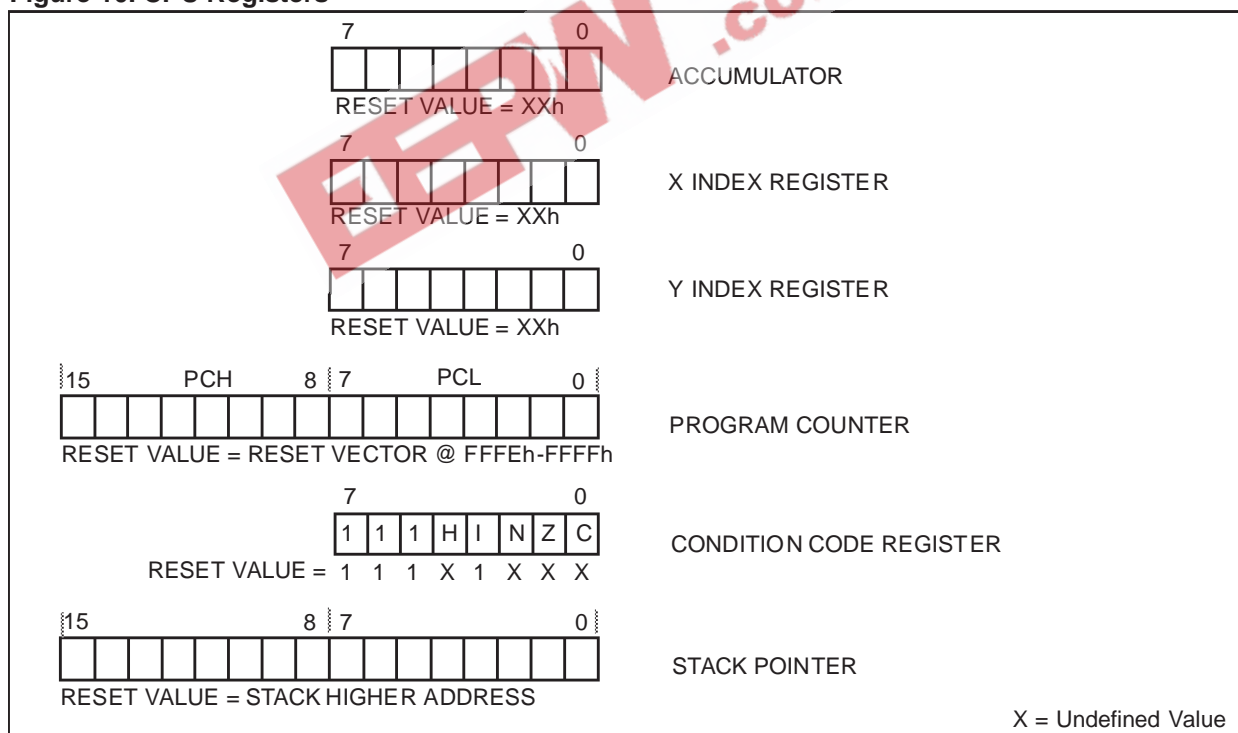 Figure 10. CPU Registers
7 0
ACCUMULATOR
RESET VALUE = XXh
7 0
X INDEX REGISTER
RESET VALUE = XXh
7 0
Y INDEX REGISTER
RESET VALUE = XXh
15 PCH 8 7 PCL 0
PROGRAM COUNTER
RESET VALUE = RESET VECTOR @ FFFEh-FFFFh
7 0
1 1 1 H I N Z C
CONDITION CODE REGISTER
RESET VALUE = 1 1 1 X 1 X X X
15 8 7 0
STACK POINTER
RESET VALUE = STACK HIGHER ADDRESS
X = Undefined Value
EEPW .com